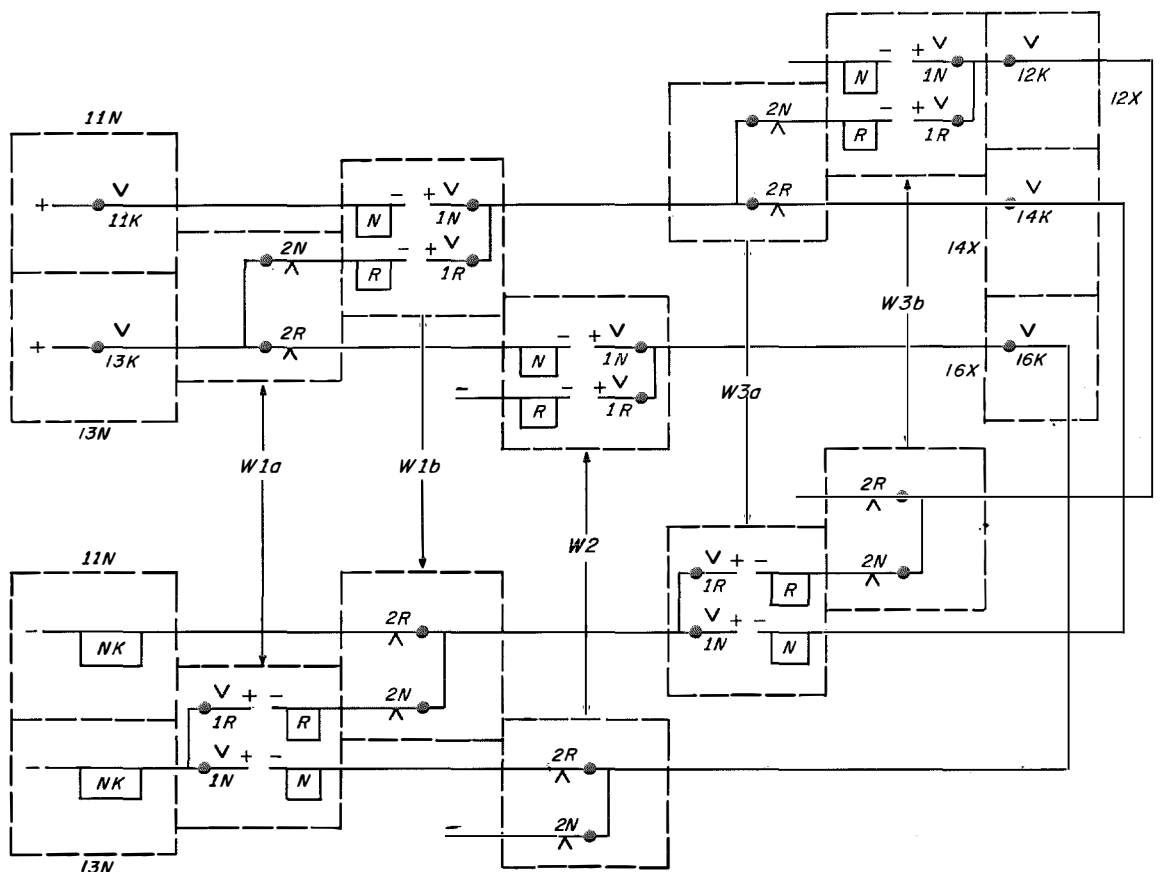 N - + V 1N
V 12K
12X
2N
R - + V 1R
11N
+ V 11K
N - + V 1N
2R
V 14K
2N
R - + V 1R
14X
W3b
+ V 13K
2R
N - + V 1N
V 16K
16X
- R - + V 1R
W3a
13N
W1a
W1b
2R
W2
11N
V 1R + - R
2N
2R
V 1N + - N
- NK
V 1R + - R
2N
2R
- NK
V 1N + - N
- 2N
13N